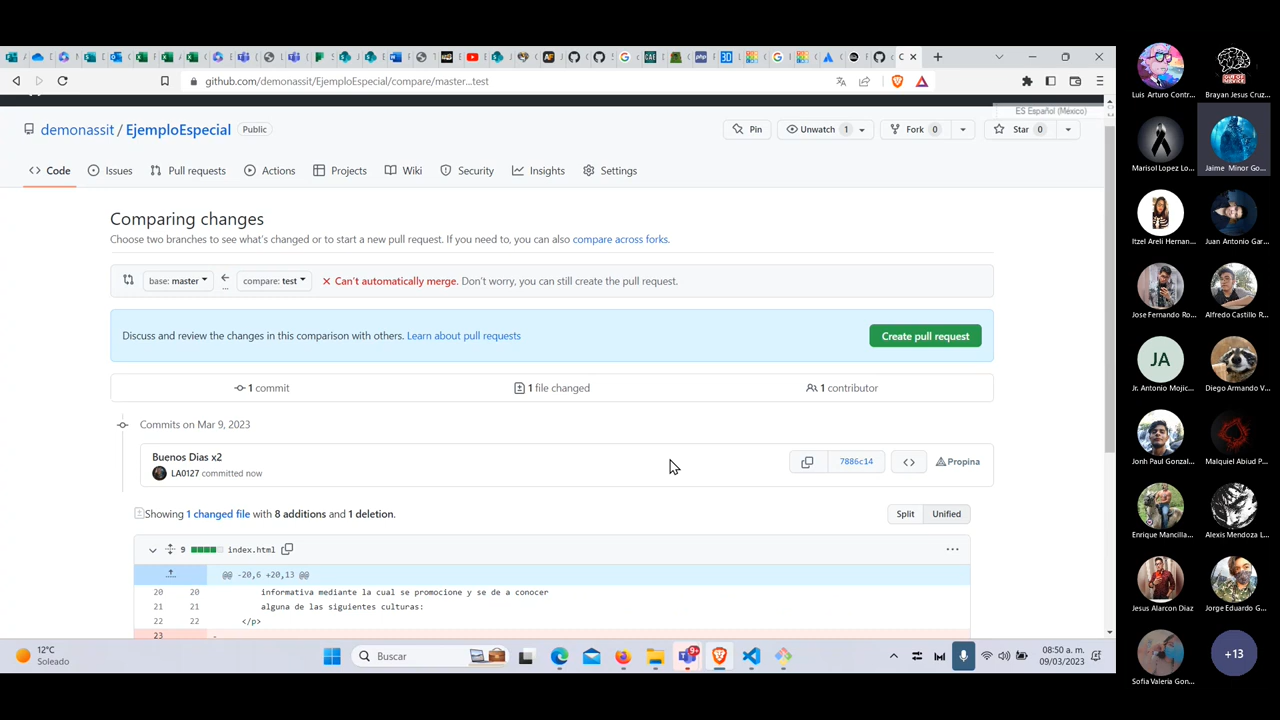 github.com/demonassit/EjemploEspecial/compare/master...test
ES Español (México)
demonassit / EjemploEspecial Public
Pin Unwatch 1 Fork 0 Star 0
Code Issues Pull requests Actions Projects Wiki Security Insights Settings
Comparing changes
Choose two branches to see what's changed or to start a new pull request. If you need to, you can also compare across forks.
base: master ← compare: test Can't automatically merge. Don't worry, you can still create the pull request.
...
Discuss and review the changes in this comparison with others. Learn about pull requests Create pull request
1 commit 1 file changed 1 contributor
Commits on Mar 9, 2023
Buenos Dias x2
LA0127 committed now
7886c14 Propina
Showing 1 changed file with 8 additions and 1 deletion. Split Unified
9 index.html
@@ -20,6 +20,13 @@
20 20 informativa mediante la cual se promocione y se de a conocer
21 21 alguna de las siguientes culturas:
22 22 </p>
23 -
12°C
Soleado
Buscar
9+
08:50 a. m.
09/03/2023
Luis Arturo Contr... Brayan Jesus Cruz...
Marisol Lopez Lo... Jaime Minor Go...
Itzel Areli Hernan... Juan Antonio Gar...
Jose Fernando Ro... Alfredo Castillo R...
JA
Jr. Antonio Mojic... Diego Armando V...
Jonh Paul Gonzal... Malquiel Abiud P...
Enrique Mancilla... Alexis Mendoza L...
Jesus Alarcon Diaz Jorge Eduardo G...
Sofia Valeria Gon... +13